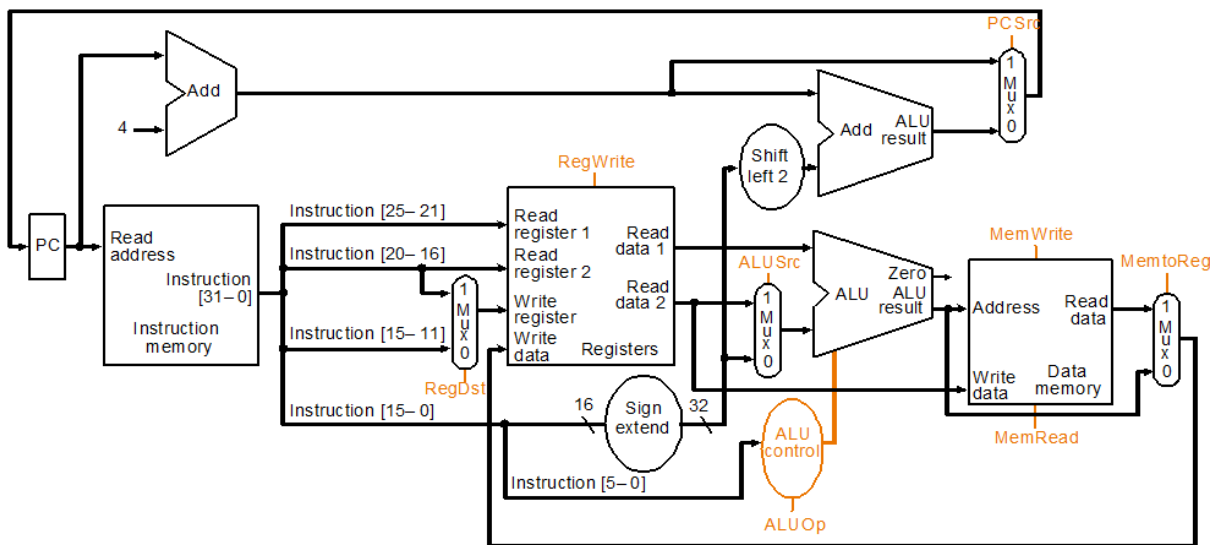 PCSrc
1
M
u
x
0
Add
4
Add
ALU
result
Shift
left 2
RegWrite
PC
Read
address
Instruction
[31–0]
Instruction
memory
Instruction [25–21]
Instruction [20–16]
Instruction [15–11]
Instruction [15–0]
Instruction [5–0]
1
M
u
x
0
RegDst
Read
register 1
Read
register 2
Write
register
Write
data
Read
data 1
Read
data 2
Registers
16
Sign
extend
32
ALUSrc
1
M
u
x
0
ALU
Zero
ALU
result
ALU
control
ALUOp
MemWrite
Address
Read
data
Write
data
Data
memory
MemRead
MemtoReg
1
M
u
x
0